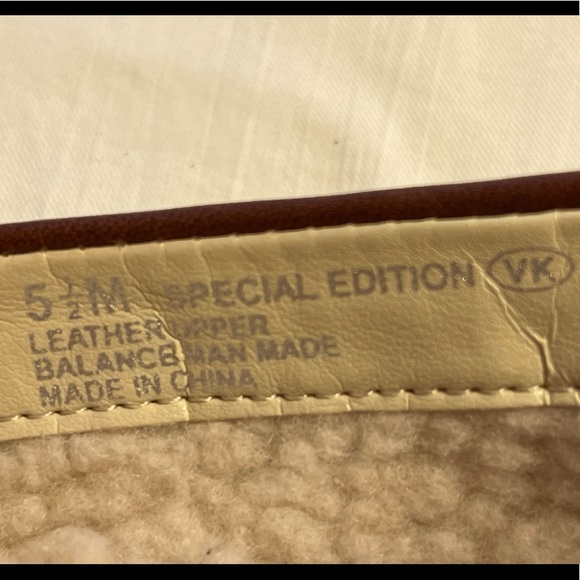 5½M SPECIAL EDITION VK
LEATHER UPPER
BALANCE MAN MADE
MADE IN CHINA